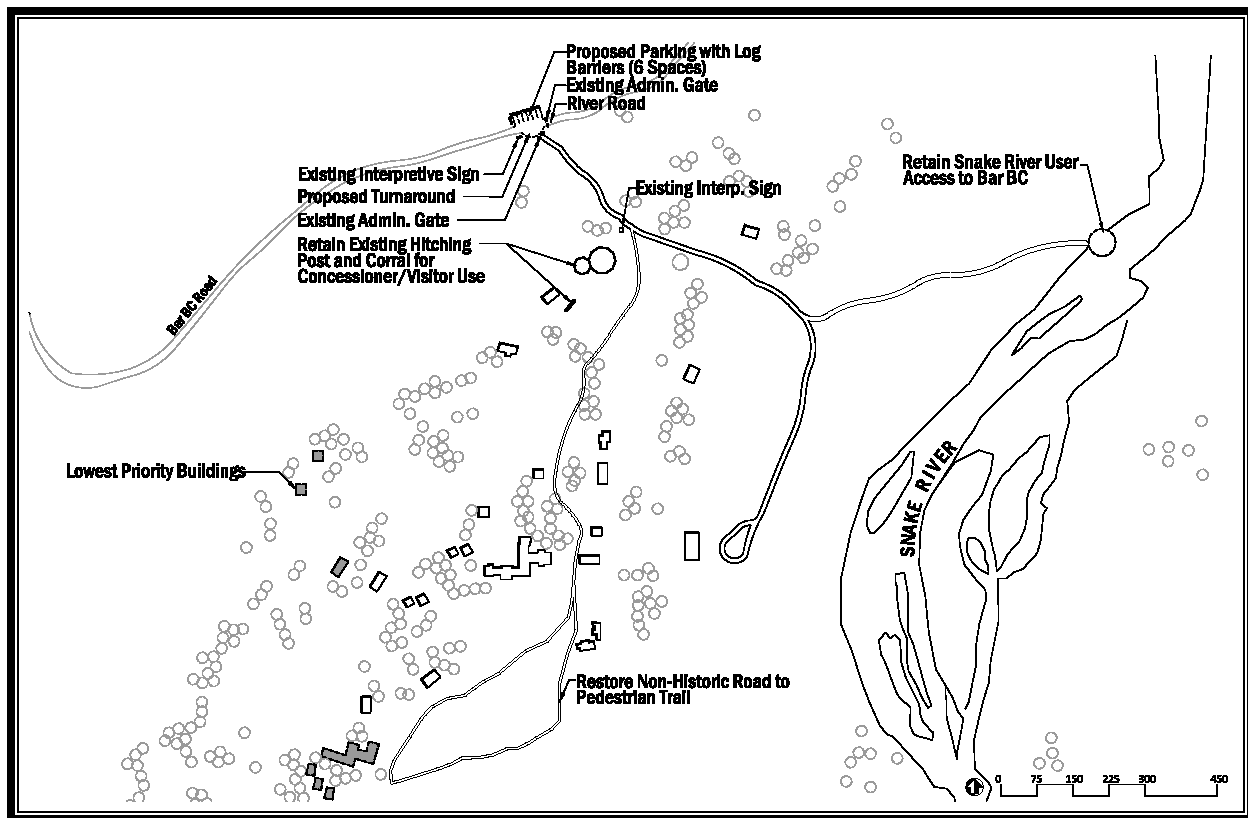 Proposed Parking with Log
Barriers (6 Spaces)
Existing Admin. Gate
River Road
Existing Interpretive Sign
Proposed Turnaround
Existing Admin. Gate
Retain Existing Hitching
Post and Corral for
Concessioner/Visitor Use
Existing Interp. Sign
Retain Snake River User
Access to Bar BC
Bar BC Road
Lowest Priority Buildings
SNAKE RIVER
Restore Non-Historic Road to
Pedestrian Trail
0 75 150 225 300 450